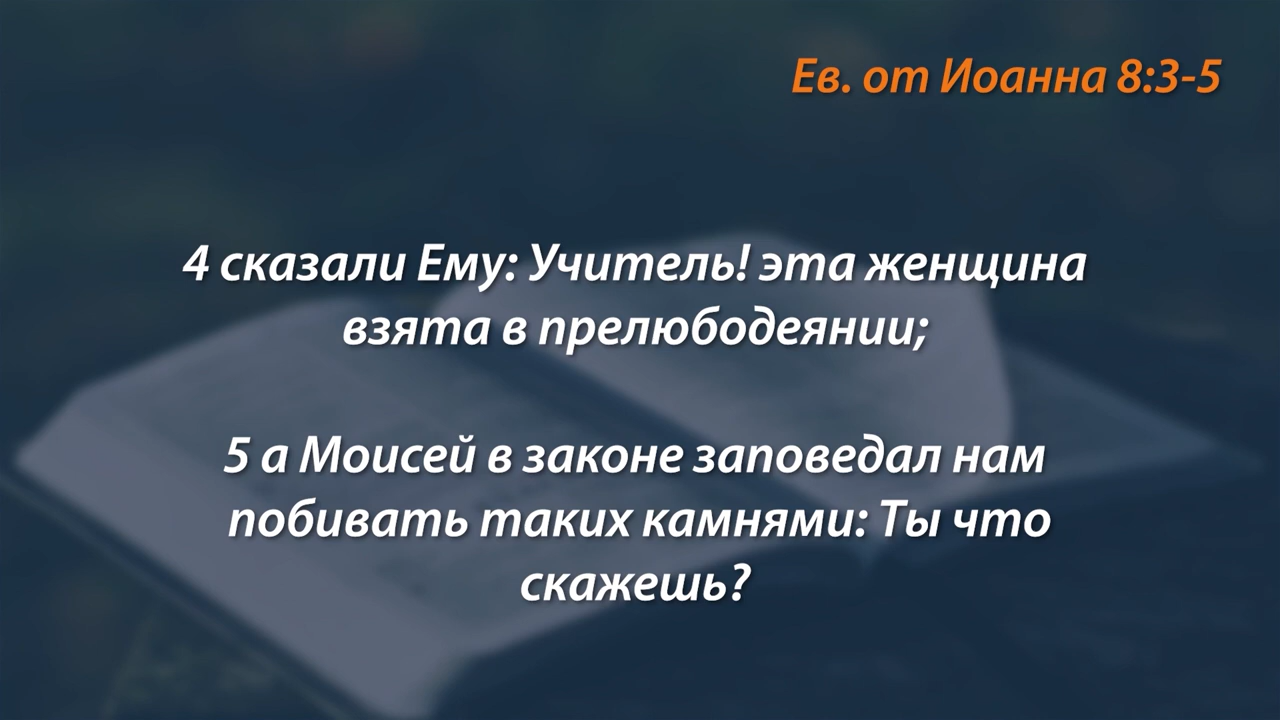 Ев. от Иоанна 8:3-5
4 сказали Ему: Учитель! эта женщина
взята в прелюбодеянии;
5 а Моисей в законе заповедал нам
побивать таких камнями: Ты что
скажешь?